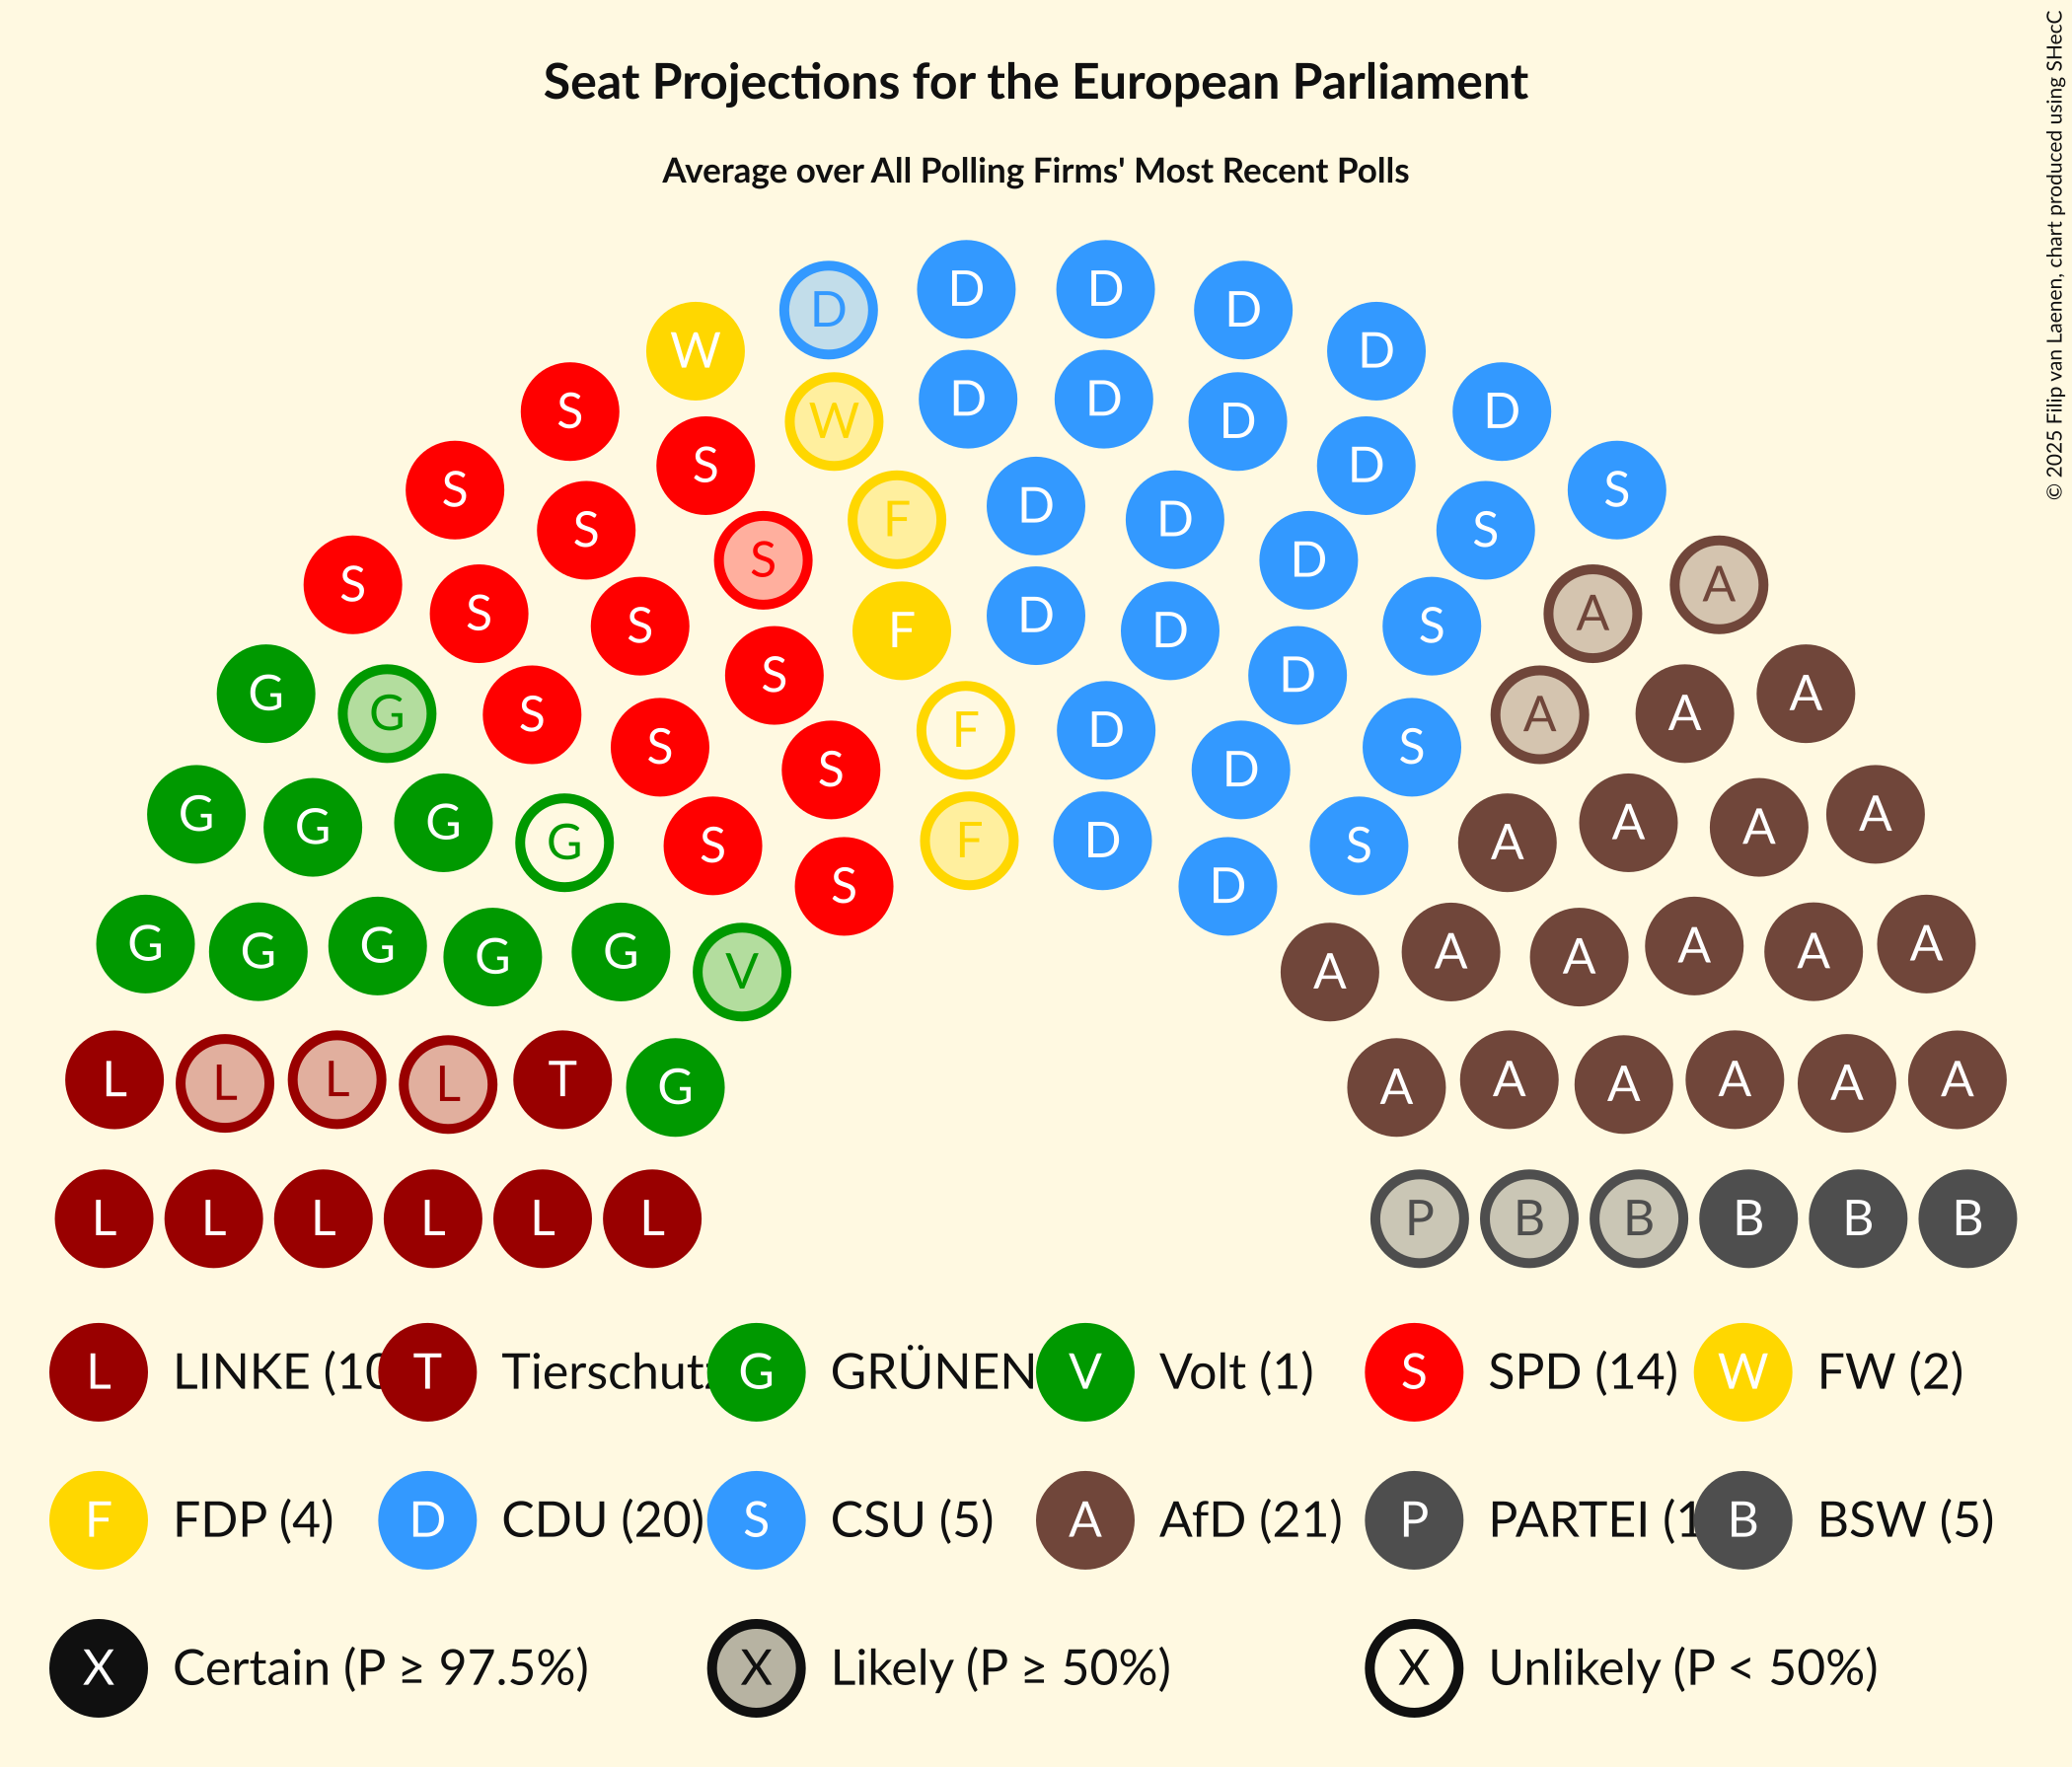 Seat Projections for the European Parliament
Average over All Polling Firms' Most Recent Polls
© 2025 Filip van Laenen, chart produced using SHecC
D D D D
W D
S D D D D D
S S W S
S S F D D D S
S S S F D D D S A A
G G S S S F D D D S A A A
G G G G S S F D D S A A A A
G G G G G V S D A A A A A A
L L L L T G A A A A A A
L L L L L L P B B B B B
L LINKE (10 T Tierschutz G GRÜNEN V Volt (1) S SPD (14) W FW (2)
F FDP (4) D CDU (20) S CSU (5) A AfD (21) P PARTEI (1 B BSW (5)
X Certain (P ≥ 97.5%) X Likely (P ≥ 50%) X Unlikely (P < 50%)